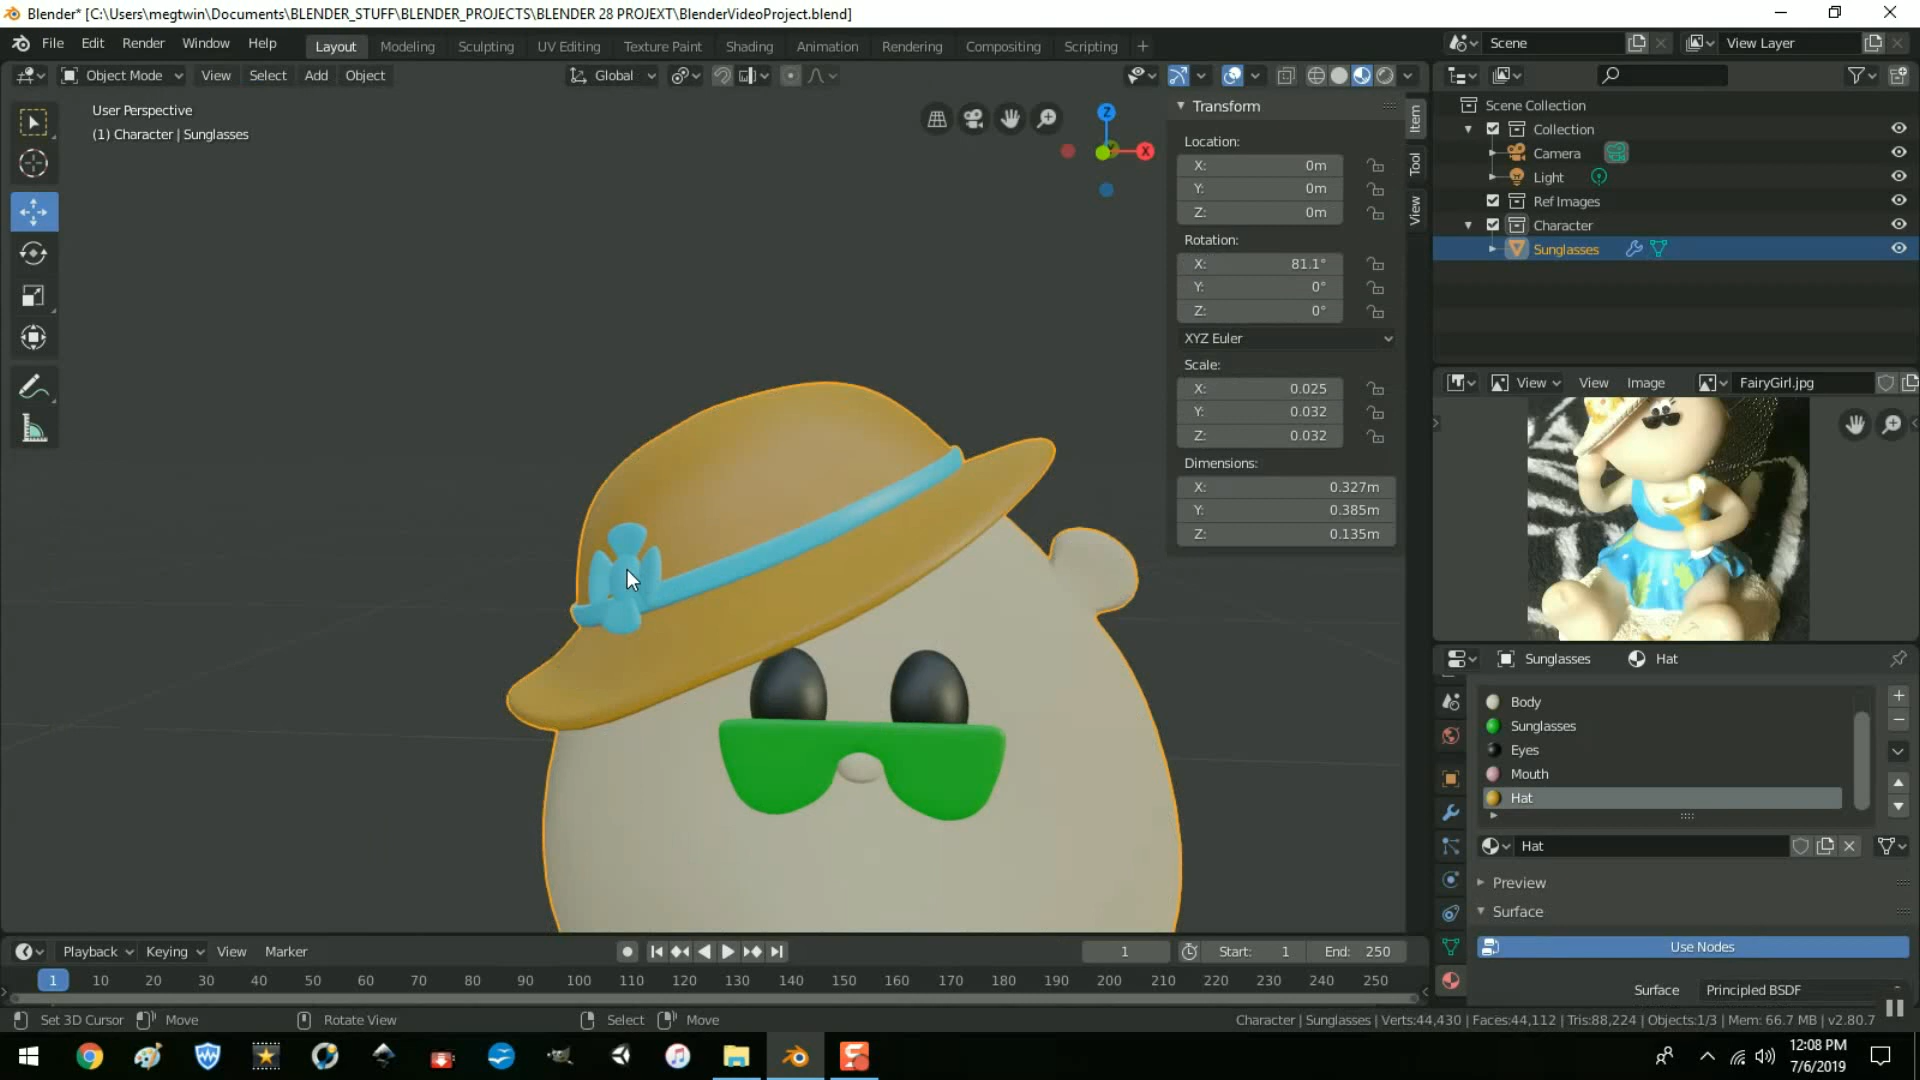 Blender* [C:\Users\megtwin\Documents\BLENDER_STUFF\BLENDER_PROJECTS\BLENDER 28 PROJEXT\BlenderVideoProject.blend]
File Edit Render Window Help Layout Modeling Sculpting UV Editing Texture Paint Shading Animation Rendering Compositing Scripting + Scene View Layer
Object Mode View Select Add Object Global
User Perspective
(1) Character | Sunglasses
Z
X
Transform
Location:
X: 0m
Y: 0m
Z: 0m
Rotation:
X: 81.1°
Y: 0°
Z: 0°
XYZ Euler
Scale:
X: 0.025
Y: 0.032
Z: 0.032
Dimensions:
X: 0.327m
Y: 0.385m
Z: 0.135m
Item
Tool
View
Scene Collection
Collection
Camera
Light
Ref Images
Character
Sunglasses
View View Image FairyGirl.jpg
Sunglasses Hat
Body
Sunglasses
Eyes
Mouth
Hat
Hat
Preview
Surface
Use Nodes
Surface Principled BSDF
Playback Keying View Marker 1 Start: 1 End: 250
1 10 20 30 40 50 60 70 80 90 100 110 120 130 140 150 160 170 180 190 200 210 220 230 240 250
Set 3D Cursor Move Rotate View Select Move Character | Sunglasses | Verts:44,430 | Faces:44,112 | Tris:88,224 | Objects:1/3 | Mem: 66.7 MB | v2.80.7
12:08 PM
7/6/2019